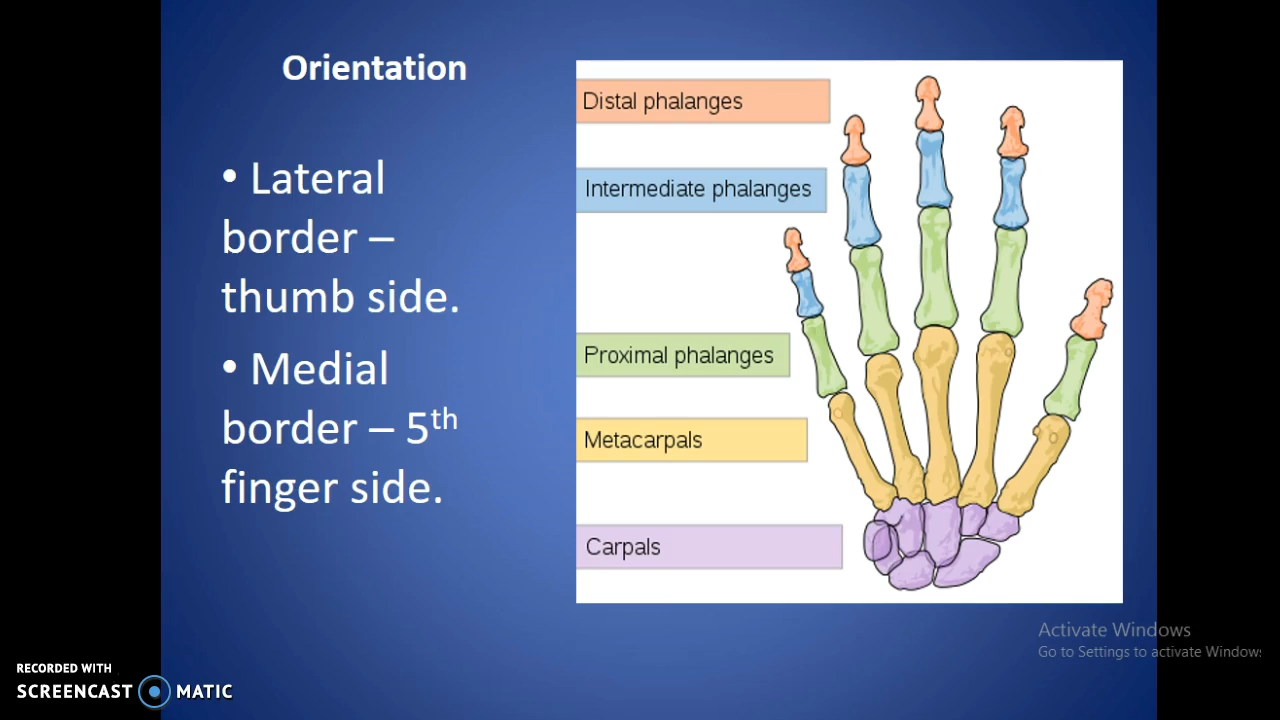 Orientation
• Lateral
border –
thumb side.
• Medial
border – 5th
finger side.
Distal phalanges
Intermediate phalanges
Proximal phalanges
Metacarpals
Carpals
Activate Windows
Go to Settings to activate Windows
RECORDED WITH
SCREENCAST MATIC